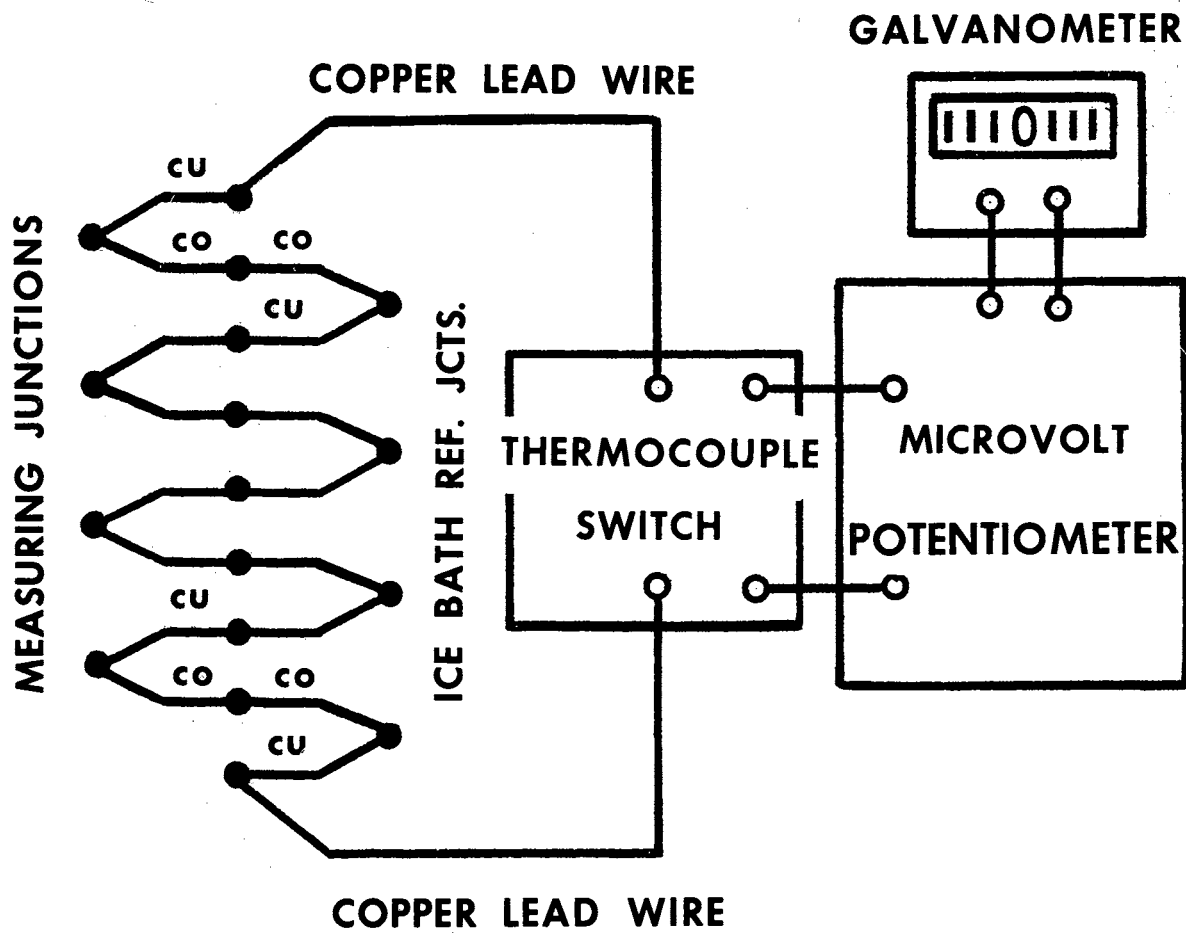 GALVANOMETER
COPPER LEAD WIRE
cu
co co
cu
MEASURING JUNCTIONS
ICE BATH REF. JCTS.
THERMOCOUPLE
SWITCH
MICROVOLT
POTENTIOMETER
cu
co co
cu
COPPER LEAD WIRE